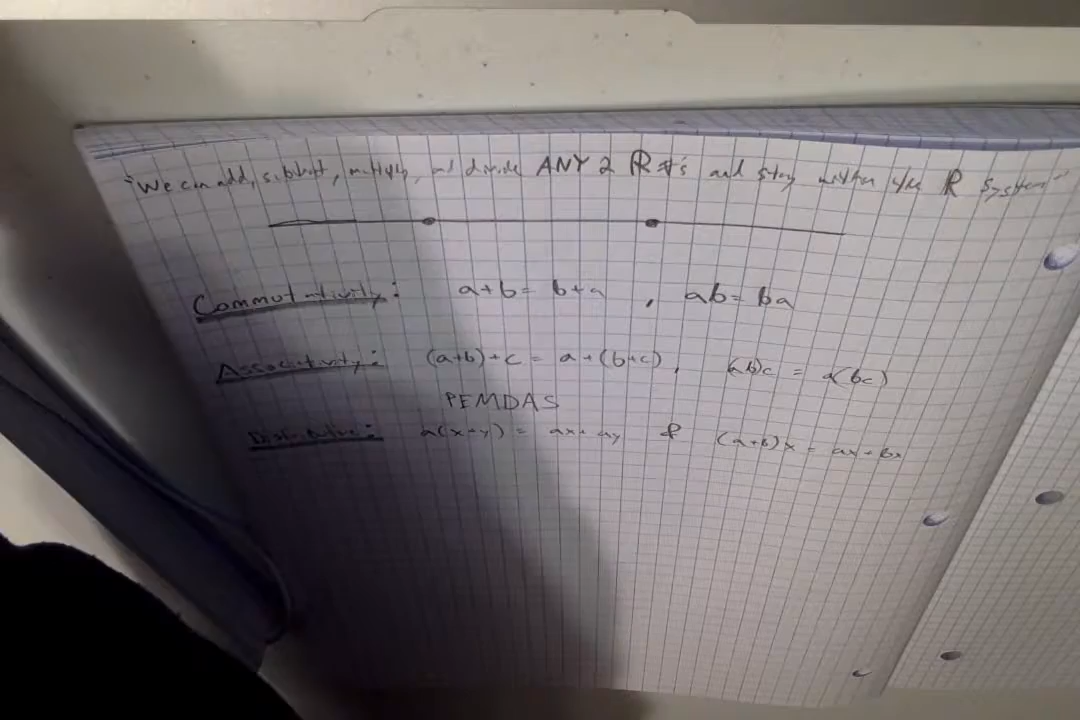 "We can add, subtract, multiply, and divide ANY 2 ℝ #'s and stay within the ℝ system"
Commutativity: a+b = b+a , ab = ba
Associativity: (a+b)+c = a+(b+c), (ab)c = a(bc)
PEMDAS
Distributive: a(x+y) = ax+ay & (a+b)x = ax+bx